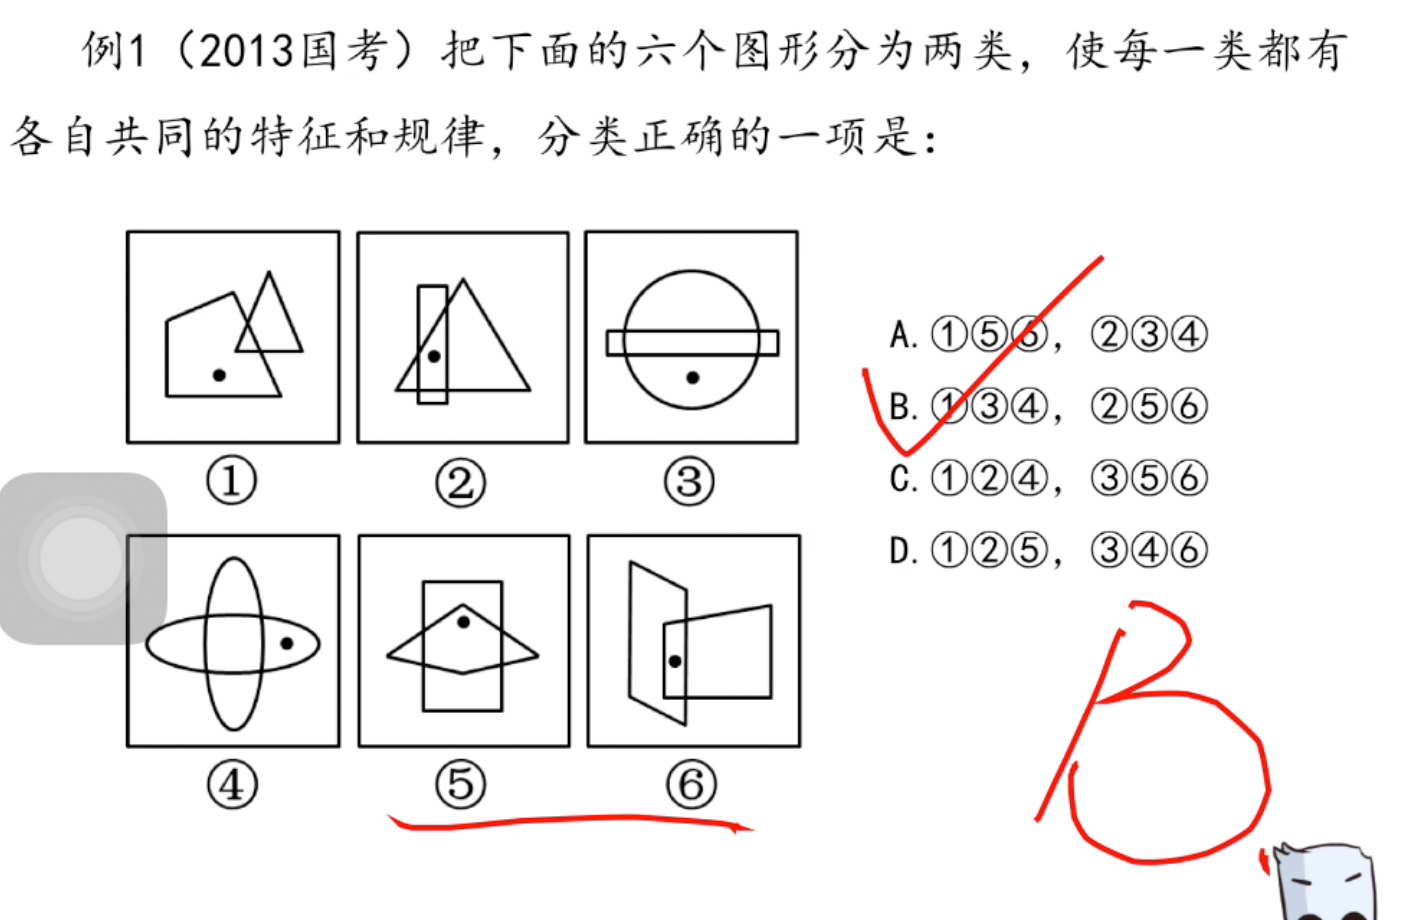 例1（2013国考）把下面的六个图形分为两类，使每一类都有
各自共同的特征和规律，分类正确的一项是：
① ② ③
④ ⑤ ⑥
A. ①⑤⑥，②③④
B. ①③④，②⑤⑥
C. ①②④，③⑤⑥
D. ①②⑤，③④⑥
B